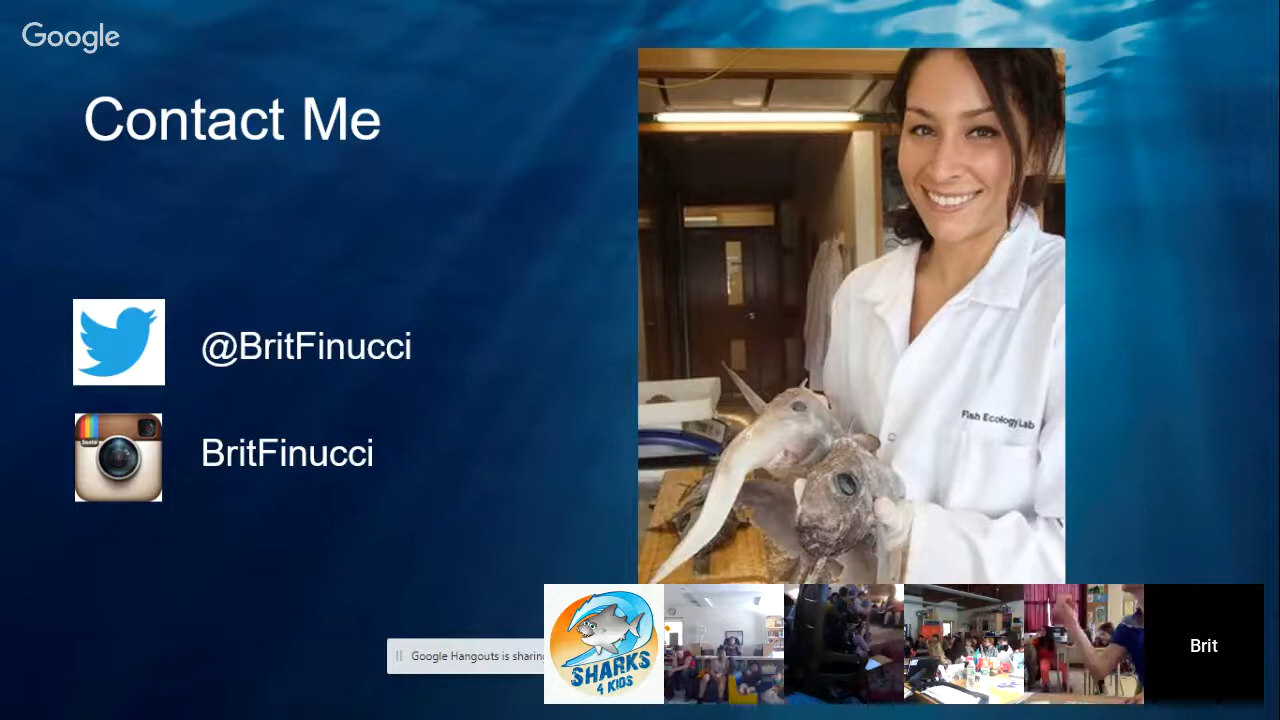 Google
Contact Me
@BritFinucci
BritFinucci
Fish Ecology Lab
Google Hangouts is sharing
SHARKS
4 KIDS
Brit